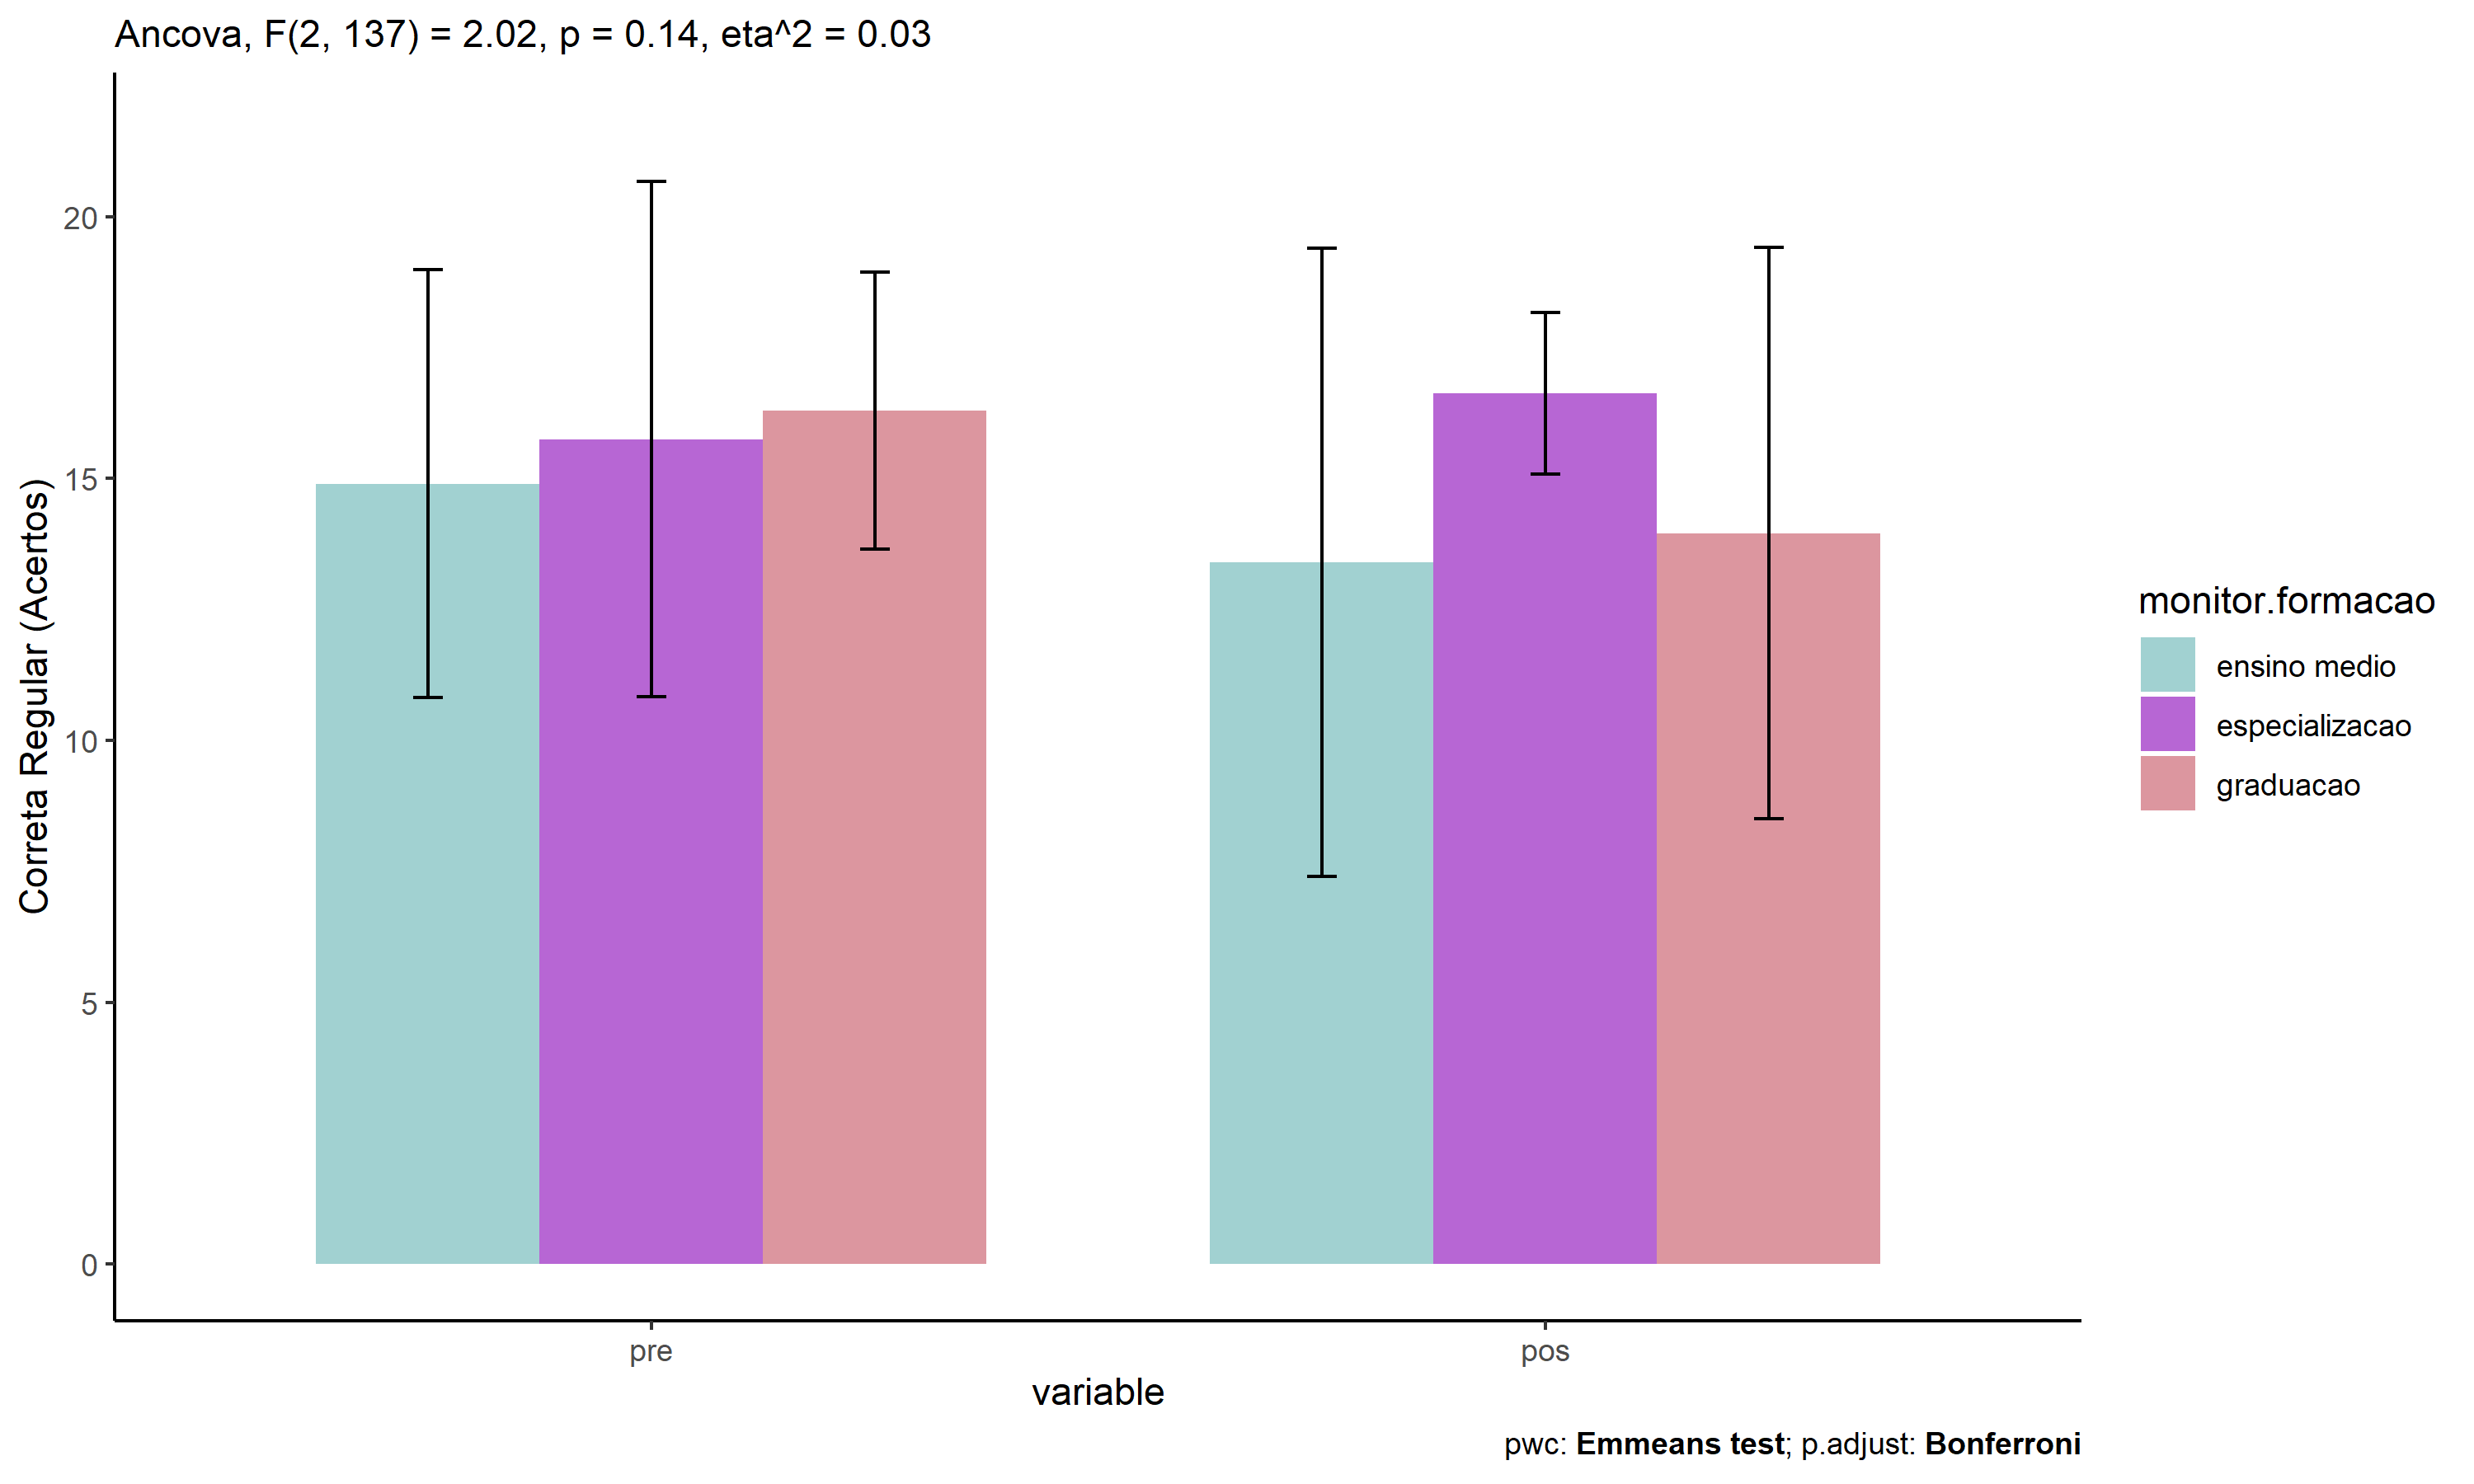 Ancova, F(2, 137) = 2.02, p = 0.14, eta^2 = 0.03
Correta Regular (Acertos)
20
15
10
5
0
pre
pos
variable
monitor.formacao
ensino medio
especializacao
graduacao
pwc: Emmeans test; p.adjust: Bonferroni